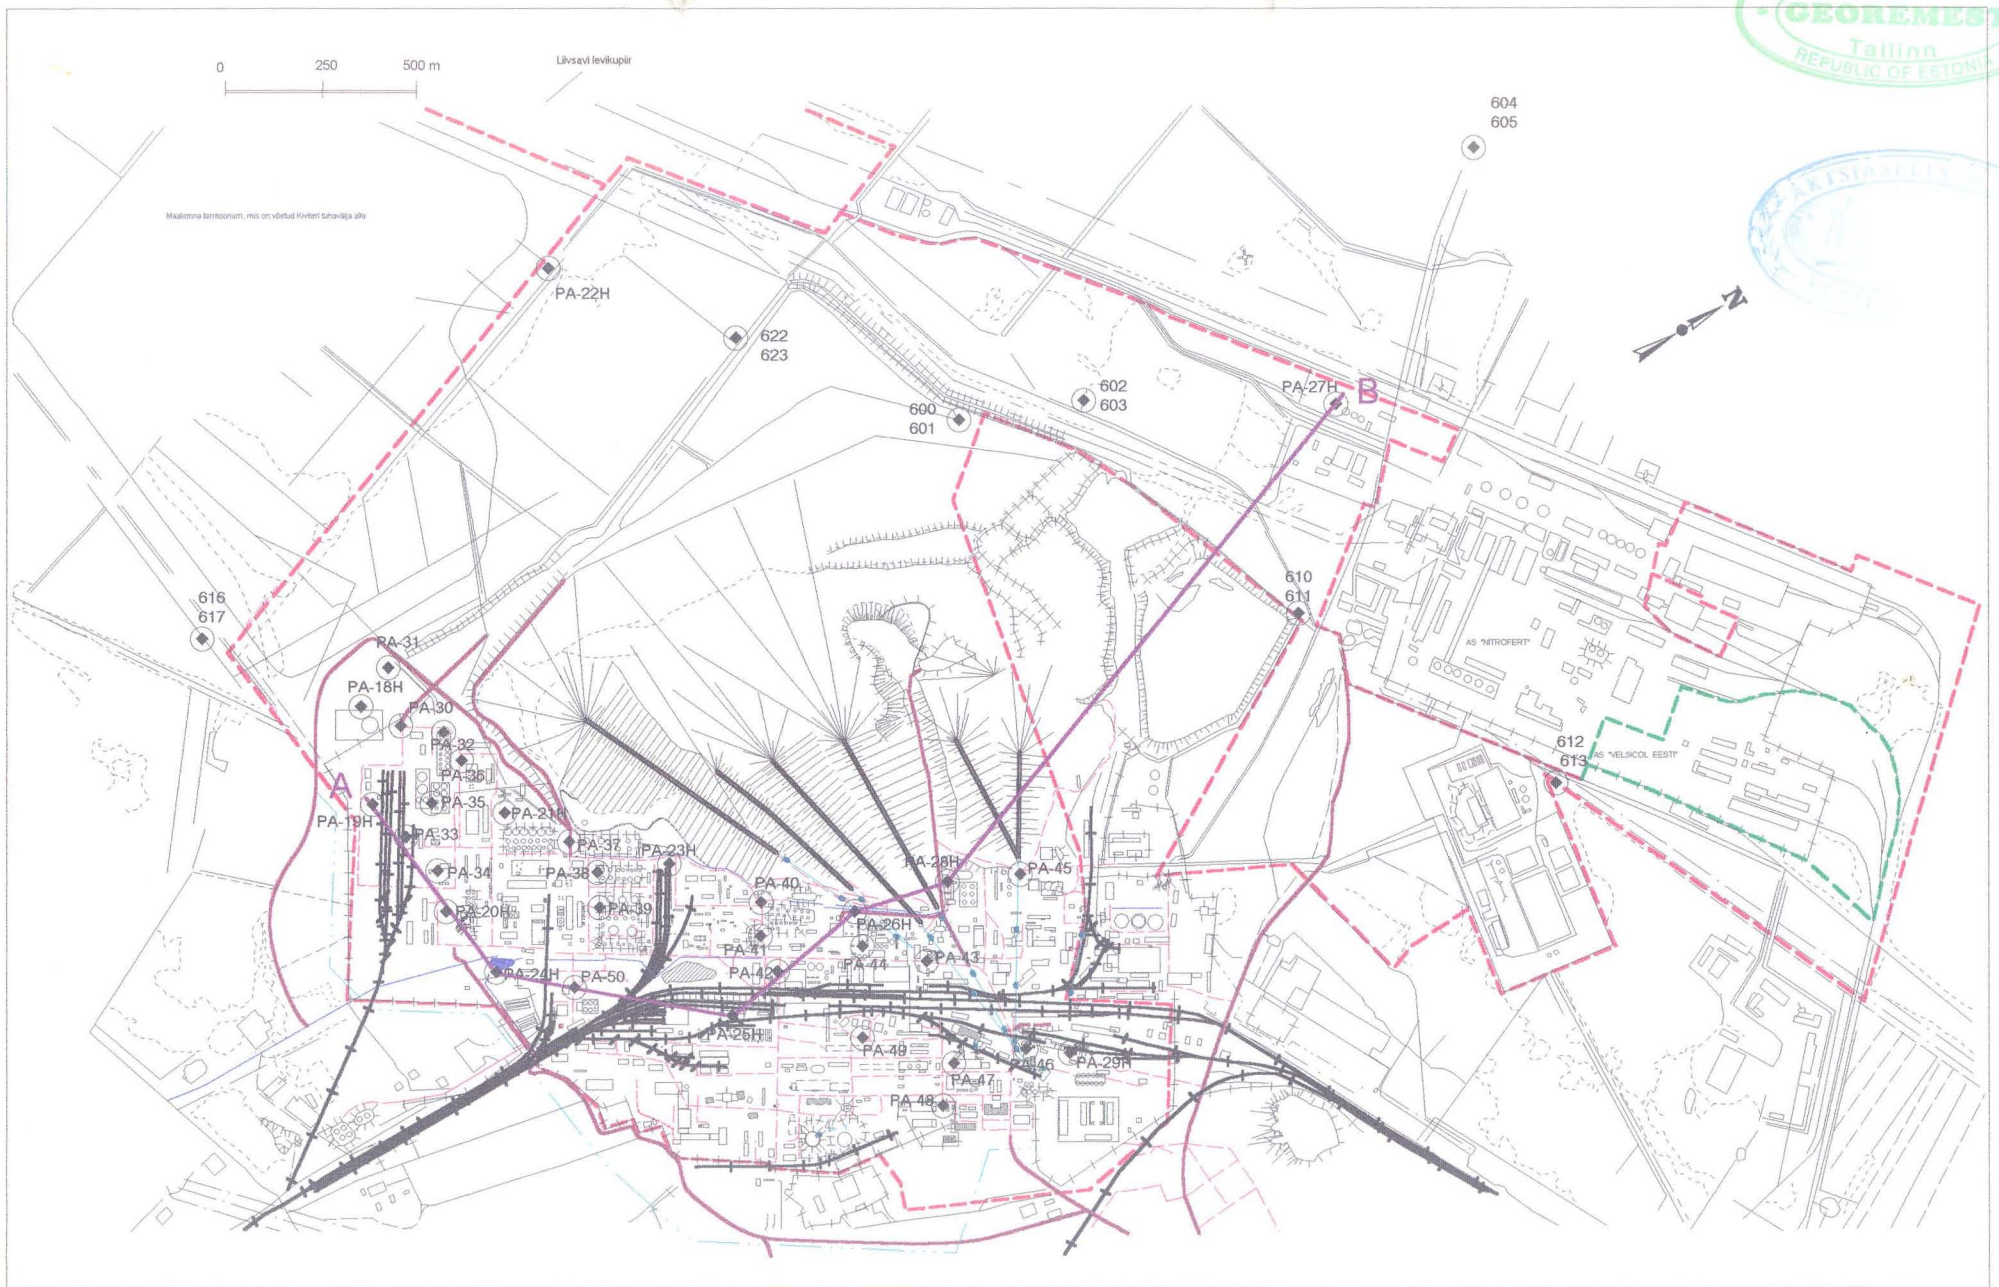 GEOREMEST
Tallinn
REPUBLIC OF ESTONIA
0 250 500 m
Liivsavi levikupiir
604
605
AKTSIASELTS
Maakonna territoorium, mis on võetud Kiviteri tuhavälja alla
N
PA-22H
622
623
602
603
600
601
PA-27H
B
610
611
616
617
AS "NITROFERT"
PA-31
PA-18H
PA-30
PA-32
PA-36
612
613
AS "VELSICOL EESTI"
A
PA-35
PA-19H
PA-33
PA-21H
PA-37
PA-23H
PA-28H
PA-45
PA-34
PA-38
PA-40
PA-20H
PA-39
PA-26H
PA-41
PA-44
PA-43
PA-24H
PA-50
PA-42
PA-25H
PA-49
PA-46
PA-29H
PA-47
PA-48